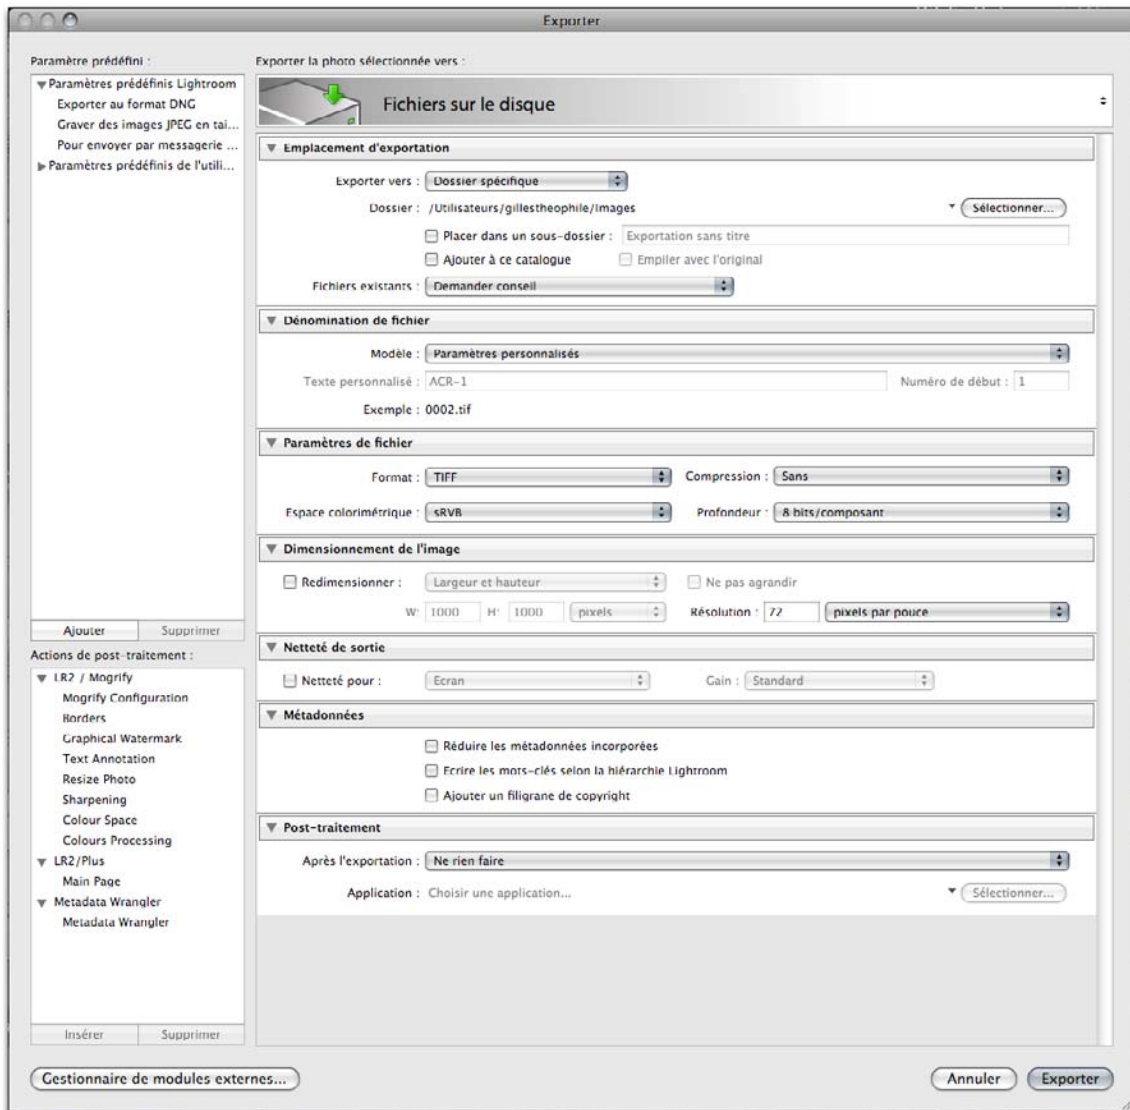 Exporter
Paramètre prédéfini :
▼Paramètres prédéfinis Lightroom
Exporter au format DNG
Graver des images JPEG en tai...
Pour envoyer par messagerie ...
▶Paramètres prédéfinis de l'utili...
Ajouter Supprimer
Actions de post-traitement :
▼ LR2 / Mogrify
Mogrify Configuration
Borders
Graphical Watermark
Text Annotation
Resize Photo
Sharpening
Colour Space
Colours Processing
▼ LR2/Plus
Main Page
▼ Metadata Wrangler
Metadata Wrangler
Insérer Supprimer
Exporter la photo sélectionnée vers :
Fichiers sur le disque
▼ Emplacement d'exportation
Exporter vers : Dossier spécifique
Dossier : /Utilisateurs/gillestheophile/Images Sélectionner...
Placer dans un sous-dossier : Exportation sans titre
Ajouter à ce catalogue Empiler avec l'original
Fichiers existants : Demander conseil
▼ Dénomination de fichier
Modèle : Paramètres personnalisés
Texte personnalisé : ACR-1 Numéro de début : 1
Exemple : 0002.tif
▼ Paramètres de fichier
Format : TIFF Compression : Sans
Espace colorimétrique : sRVB Profondeur : 8 bits/composant
▼ Dimensionnement de l'image
Redimensionner : Largeur et hauteur Ne pas agrandir
W: 1000 H: 1000 pixels Résolution : 72 pixels par pouce
▼ Netteté de sortie
Netteté pour : Ecran Gain : Standard
▼ Métadonnées
Réduire les métadonnées incorporées
Ecrire les mots-clés selon la hiérarchie Lightroom
Ajouter un filigrane de copyright
▼ Post-traitement
Après l'exportation : Ne rien faire
Application : Choisir une application... Sélectionner...
Gestionnaire de modules externes... Annuler Exporter